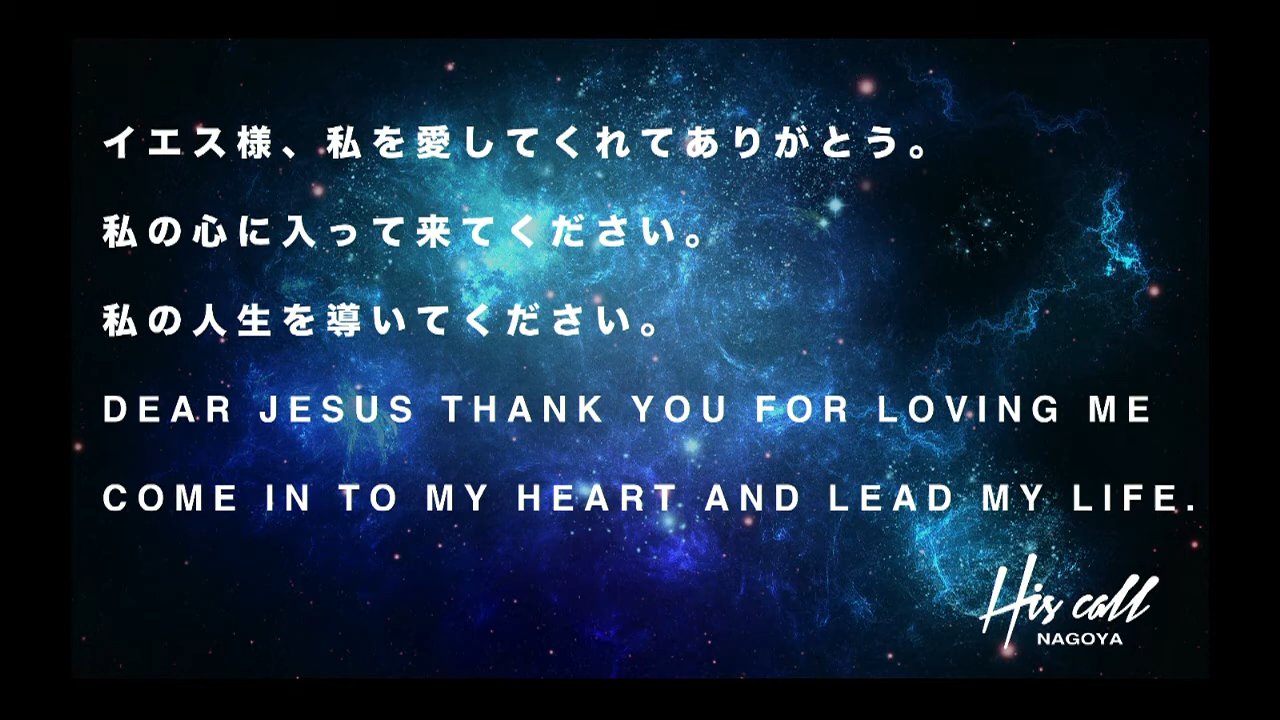 イエス様、私を愛してくれてありがとう。
私の心に入って来てください。
私の人生を導いてください。
DEAR JESUS THANK YOU FOR LOVING ME
COME IN TO MY HEART AND LEAD MY LIFE.
His call
NAGOYA